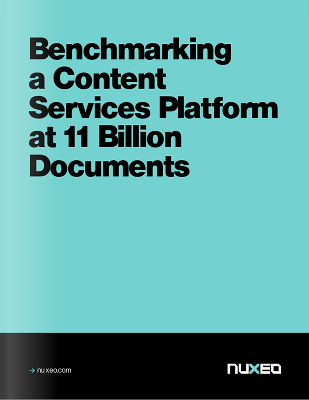 Benchmarking
a Content
Services Platform
at 11 Billion
Documents
→ nuxeo.com
nuxeo